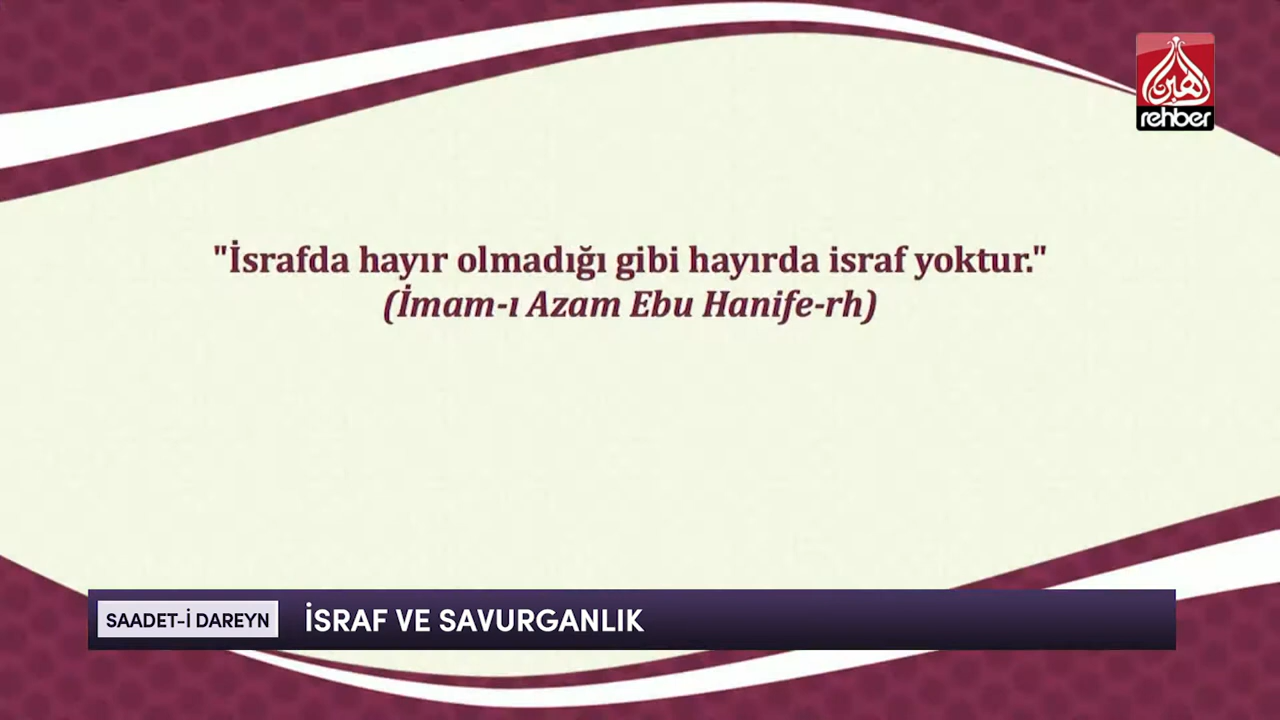 rehber
"İsrafda hayır olmadığı gibi hayırda israf yoktur."
(İmam-ı Azam Ebu Hanife-rh)
SAADET-İ DAREYN
İSRAF VE SAVURGANLIK